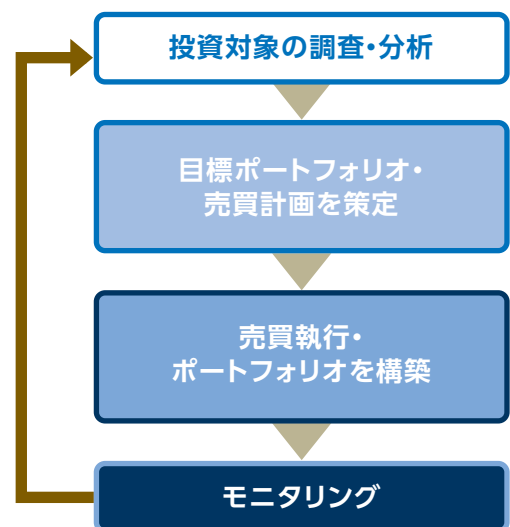 投資対象の調査・分析
目標ポートフォリオ・
売買計画を策定
売買執行・
ポートフォリオを構築
モニタリング